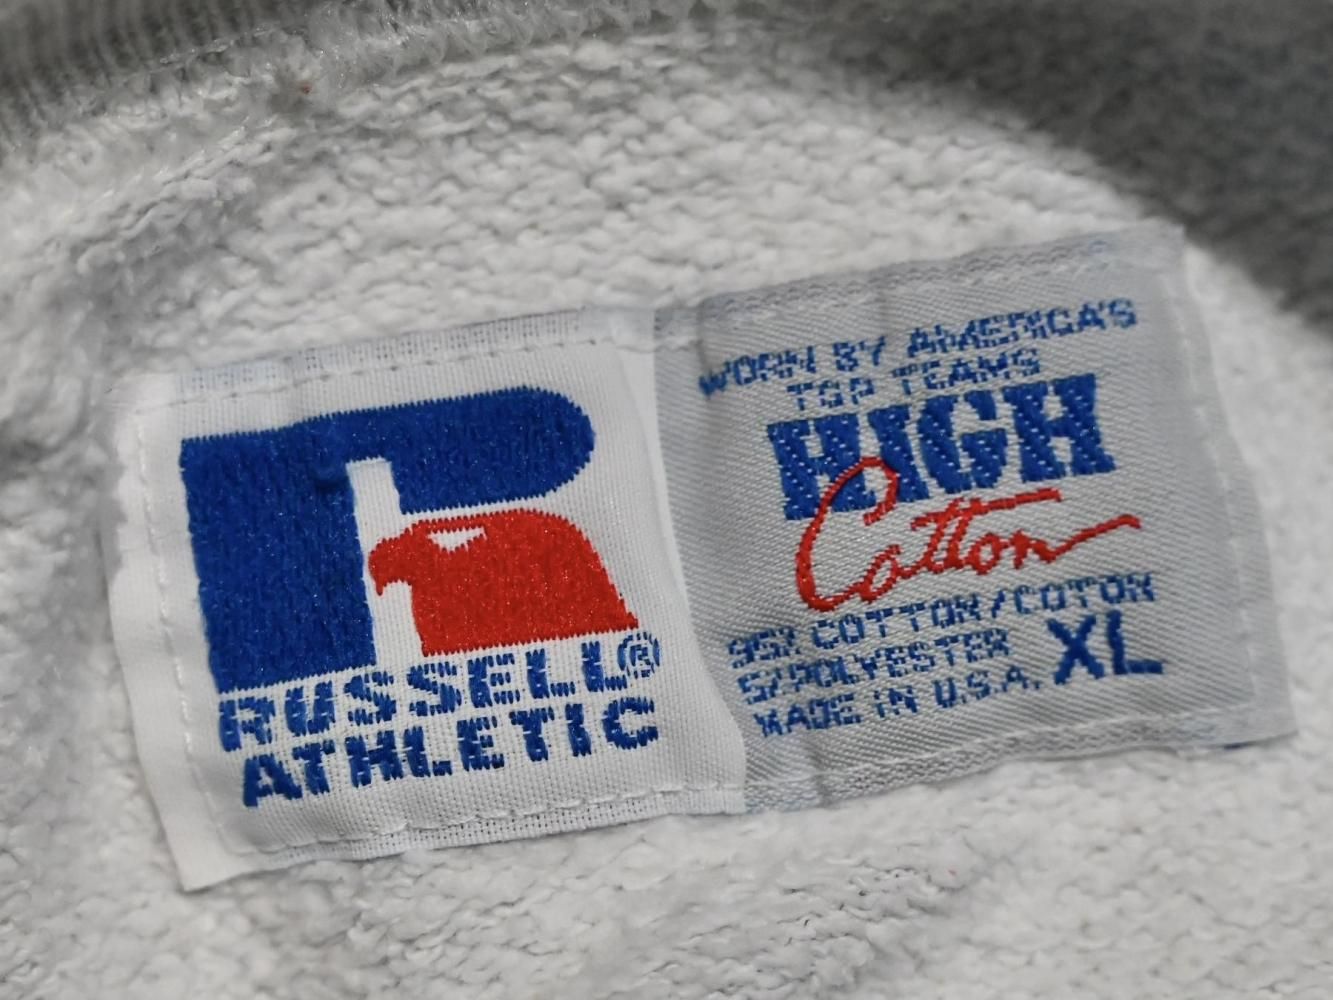 RUSSELL®
ATHLETIC
WORN BY AMERICA'S
TOP TEAMS
HIGH
Cotton
95% COTTON/COTON
5% POLYESTER
MADE IN U.S.A. XL